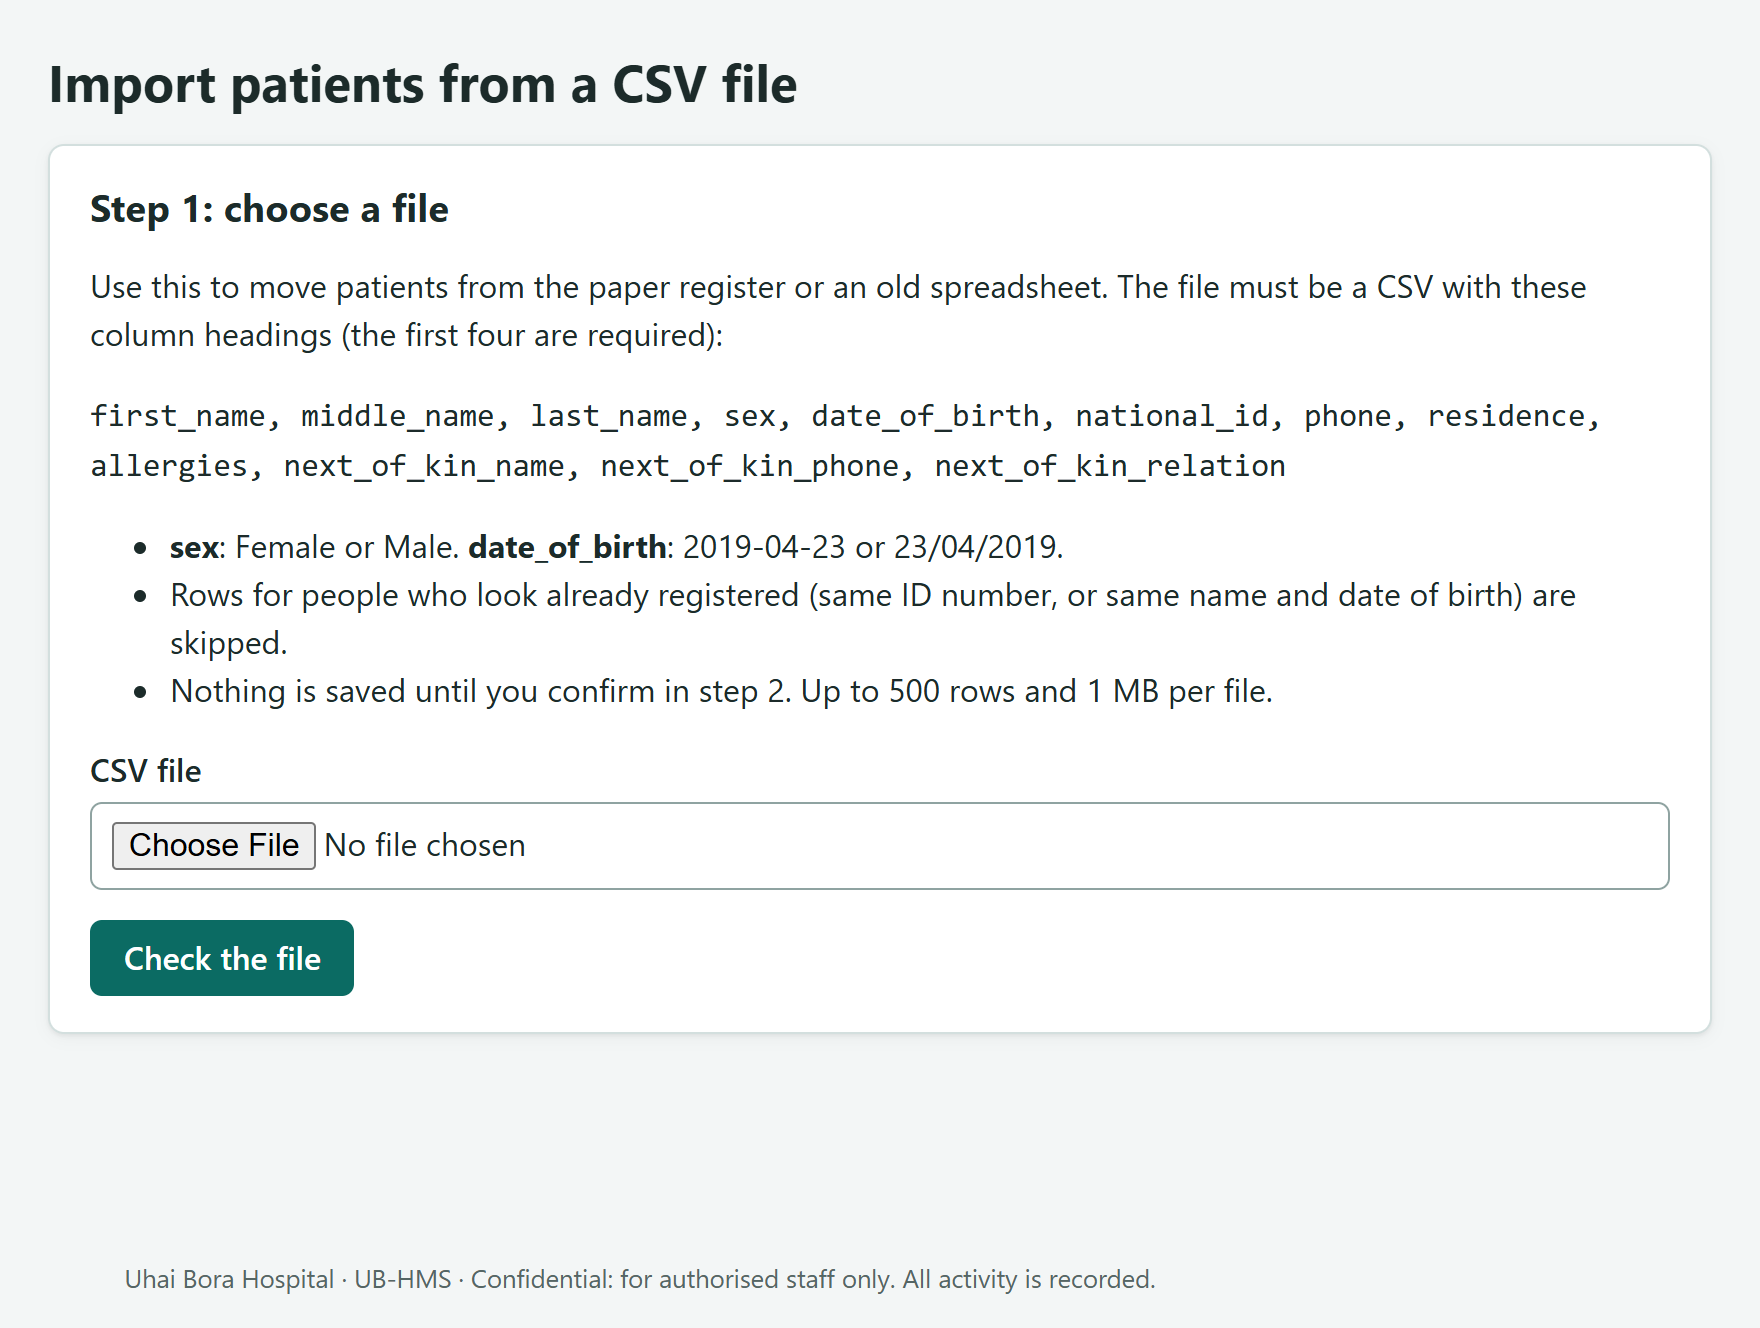 Import patients from a CSV file
Step 1: choose a file
Use this to move patients from the paper register or an old spreadsheet. The file must be a CSV with these
column headings (the first four are required):
first_name, middle_name, last_name, sex, date_of_birth, national_id, phone, residence,
allergies, next_of_kin_name, next_of_kin_phone, next_of_kin_relation
• sex: Female or Male. date_of_birth: 2019-04-23 or 23/04/2019.
• Rows for people who look already registered (same ID number, or same name and date of birth) are
skipped.
• Nothing is saved until you confirm in step 2. Up to 500 rows and 1 MB per file.
CSV file
Choose File No file chosen
Check the file
Uhai Bora Hospital · UB-HMS · Confidential: for authorised staff only. All activity is recorded.